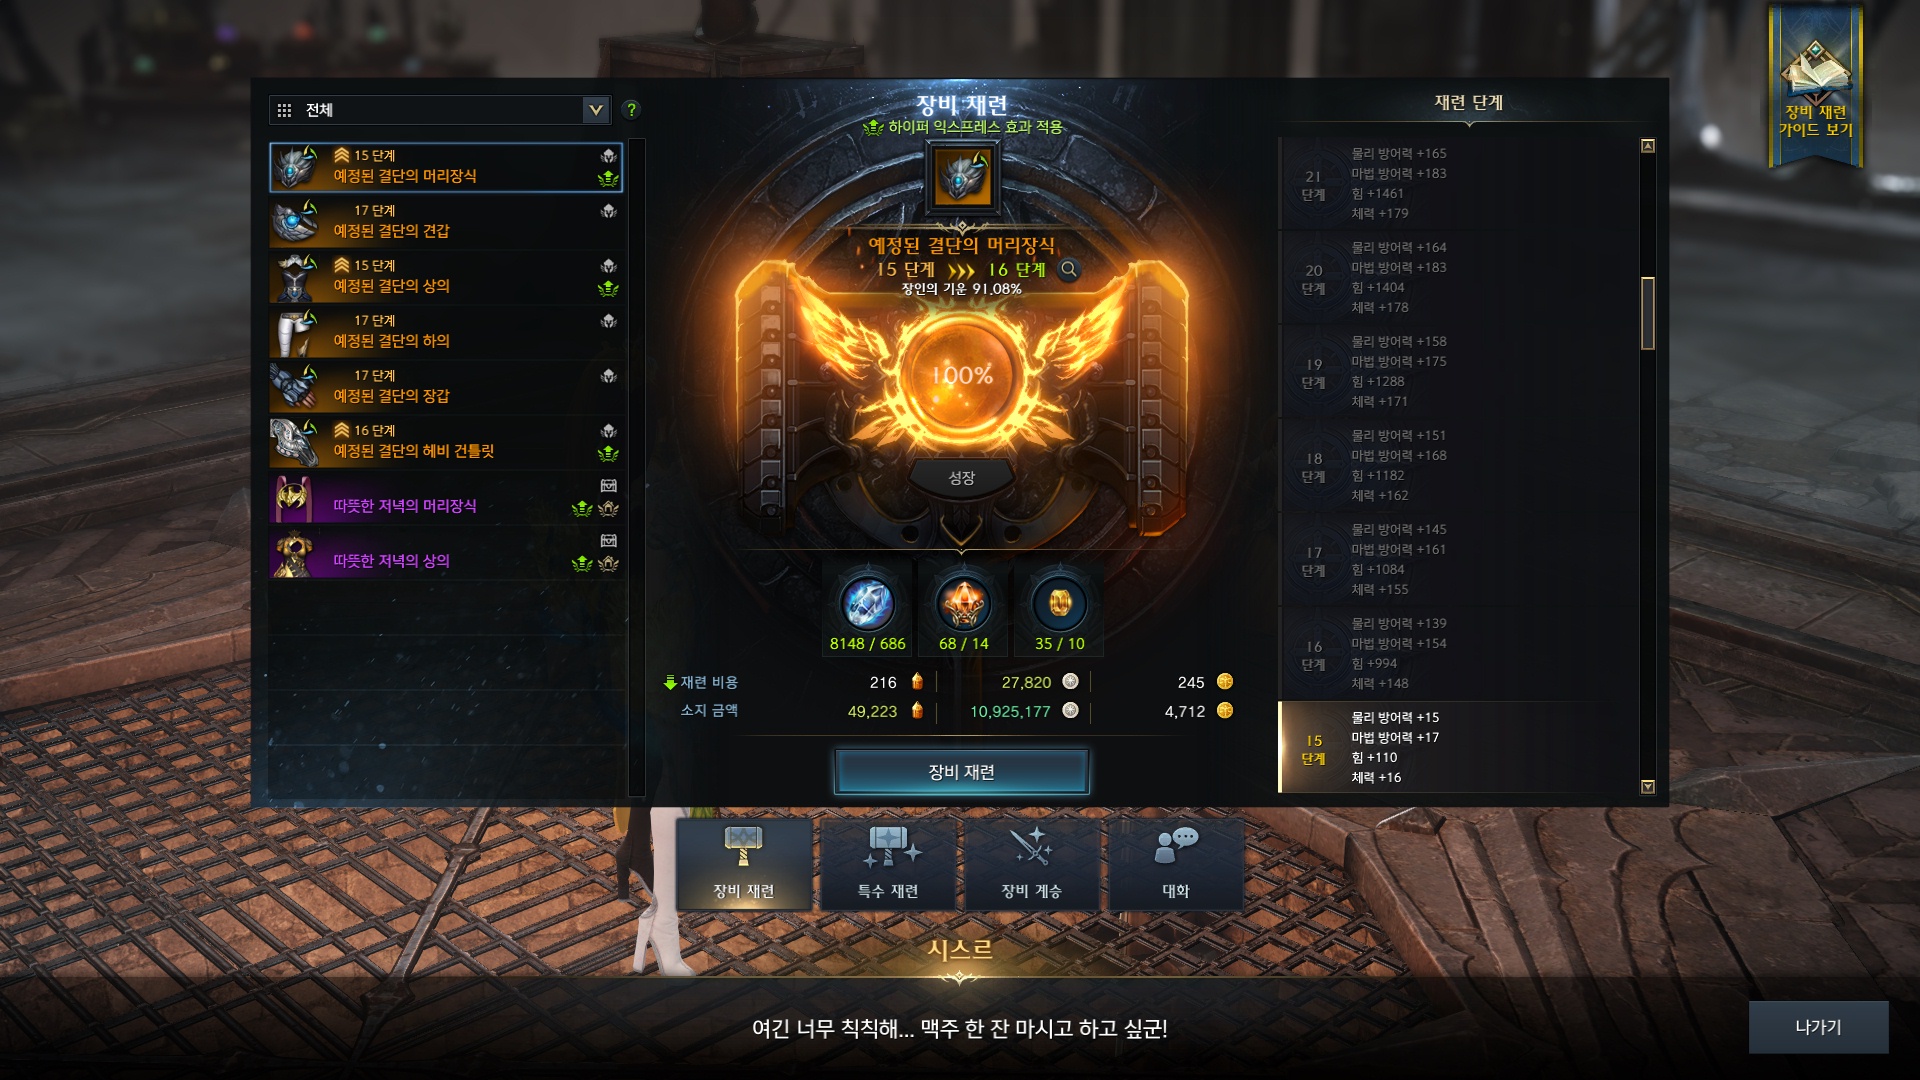 전체
?
15 단계
예정된 결단의 머리장식
17 단계
예정된 결단의 견갑
15 단계
예정된 결단의 상의
17 단계
예정된 결단의 하의
17 단계
예정된 결단의 장갑
16 단계
예정된 결단의 헤비 건틀릿
따뜻한 저녁의 머리장식
따뜻한 저녁의 상의
장비 재련
하이퍼 익스프레스 효과 적용
예정된 결단의 머리장식
15 단계 16 단계
장인의 기운 91.08%
100%
성장
8148 / 686
68 / 14
35 / 10
재련 비용 216 27,820 245
소지 금액 49,223 10,925,177 4,712
장비 재련
재련 단계
21 단계
물리 방어력 +165
마법 방어력 +183
힘 +1461
체력 +179
20 단계
물리 방어력 +164
마법 방어력 +183
힘 +1404
체력 +178
19 단계
물리 방어력 +158
마법 방어력 +175
힘 +1288
체력 +171
18 단계
물리 방어력 +151
마법 방어력 +168
힘 +1182
체력 +162
17 단계
물리 방어력 +145
마법 방어력 +161
힘 +1084
체력 +155
16 단계
물리 방어력 +139
마법 방어력 +154
힘 +994
체력 +148
15 단계
물리 방어력 +15
마법 방어력 +17
힘 +110
체력 +16
장비 재련
가이드 보기
장비 재련
특수 재련
장비 계승
대화
시스르
여긴 너무 칙칙해... 맥주 한 잔 마시고 하고 싶군!
나가기